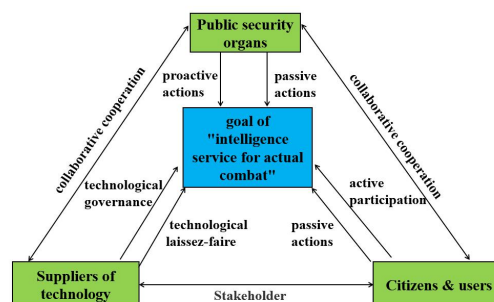 Public security
organs
collaborative cooperation
proactive
actions
passive
actions
collaborative cooperation
goal of
"intelligence
service for actual
combat"
technological
governance
active
participation
technological
laissez-faire
passive
actions
Suppliers of
technology
Stakeholder
Citizens & users